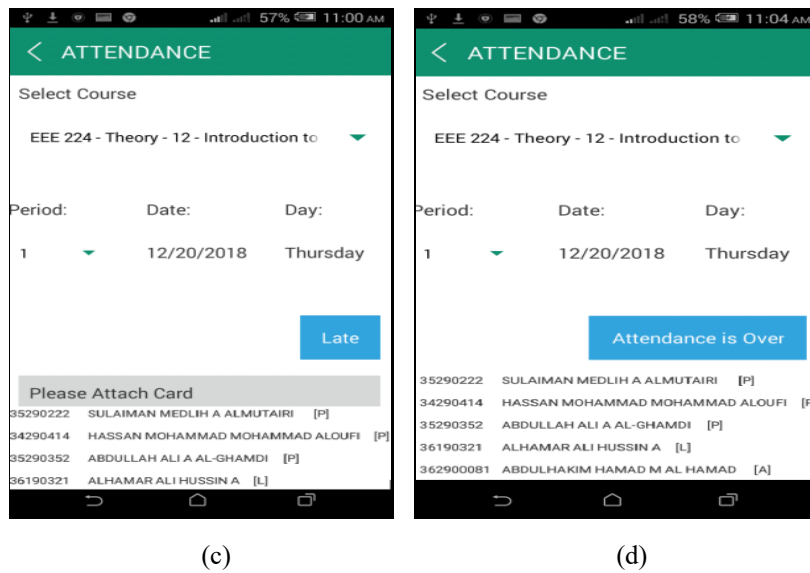 57% 11:00 AM
ATTENDANCE
Select Course
EEE 224 - Theory - 12 - Introduction to
Period: Date: Day:
1 12/20/2018 Thursday
Late
Please Attach Card
35290222 SULAIMAN MEDLIH A ALMUTAIRI [P]
34290414 HASSAN MOHAMMAD MOHAMMAD ALOUFI [P]
35290352 ABDULLAH ALI A AL-GHAMDI [P]
36190321 ALHAMAR ALI HUSSIN A [L]
(c)
58% 11:04 AM
ATTENDANCE
Select Course
EEE 224 - Theory - 12 - Introduction to
Period: Date: Day:
1 12/20/2018 Thursday
Attendance is Over
35290222 SULAIMAN MEDLIH A ALMUTAIRI [P]
34290414 HASSAN MOHAMMAD MOHAMMAD ALOUFI
35290352 ABDULLAH ALI A AL-GHAMDI [P]
36190321 ALHAMAR ALI HUSSIN A [L]
362900081 ABDULHAKIM HAMAD M AL HAMAD [A]
(d)